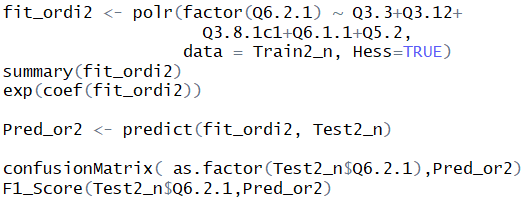 fit_ordi2 <- polr(factor(Q6.2.1) ~ Q3.3+Q3.12+
Q3.8.1c1+Q6.1.1+Q5.2,
data = Train2_n, Hess=TRUE)
summary(fit_ordi2)
exp(coef(fit_ordi2))
Pred_or2 <- predict(fit_ordi2, Test2_n)
confusionMatrix( as.factor(Test2_n$Q6.2.1),Pred_or2)
F1_Score(Test2_n$Q6.2.1,Pred_or2)